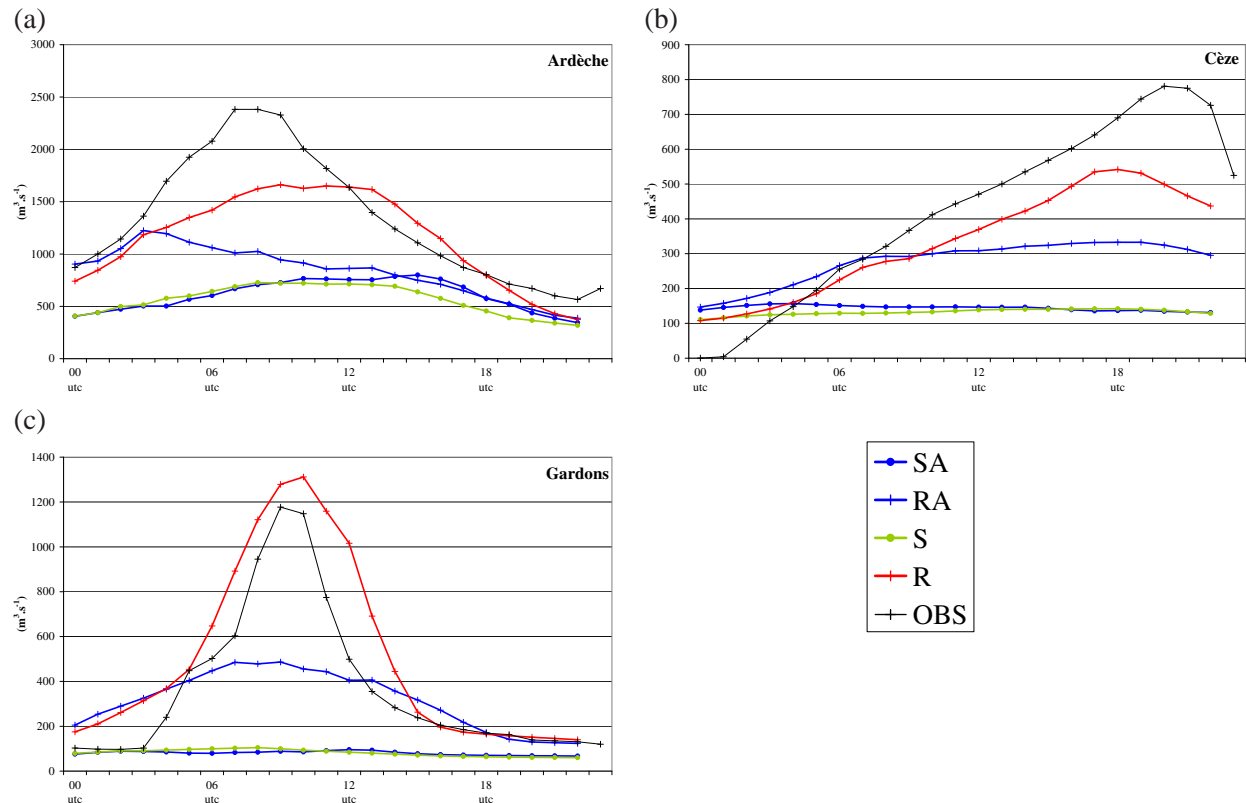 (a)
Ardèche
3000
2500
2000
1500
1000
500
0
(m³.s⁻¹)
00 06 12 18
utc utc utc utc
(b)
Cèze
900
800
700
600
500
400
300
200
100
0
(m³.s⁻¹)
00 06 12 18
utc utc utc utc
(c)
Gardons
1400
1200
1000
800
600
400
200
0
(m³.s⁻¹)
00 06 12 18
utc utc utc utc
SA
RA
S
R
OBS